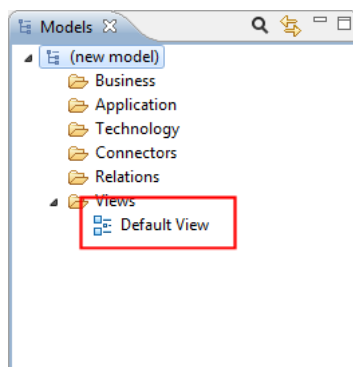 Models
(new model)
Business
Application
Technology
Connectors
Relations
Views
Default View